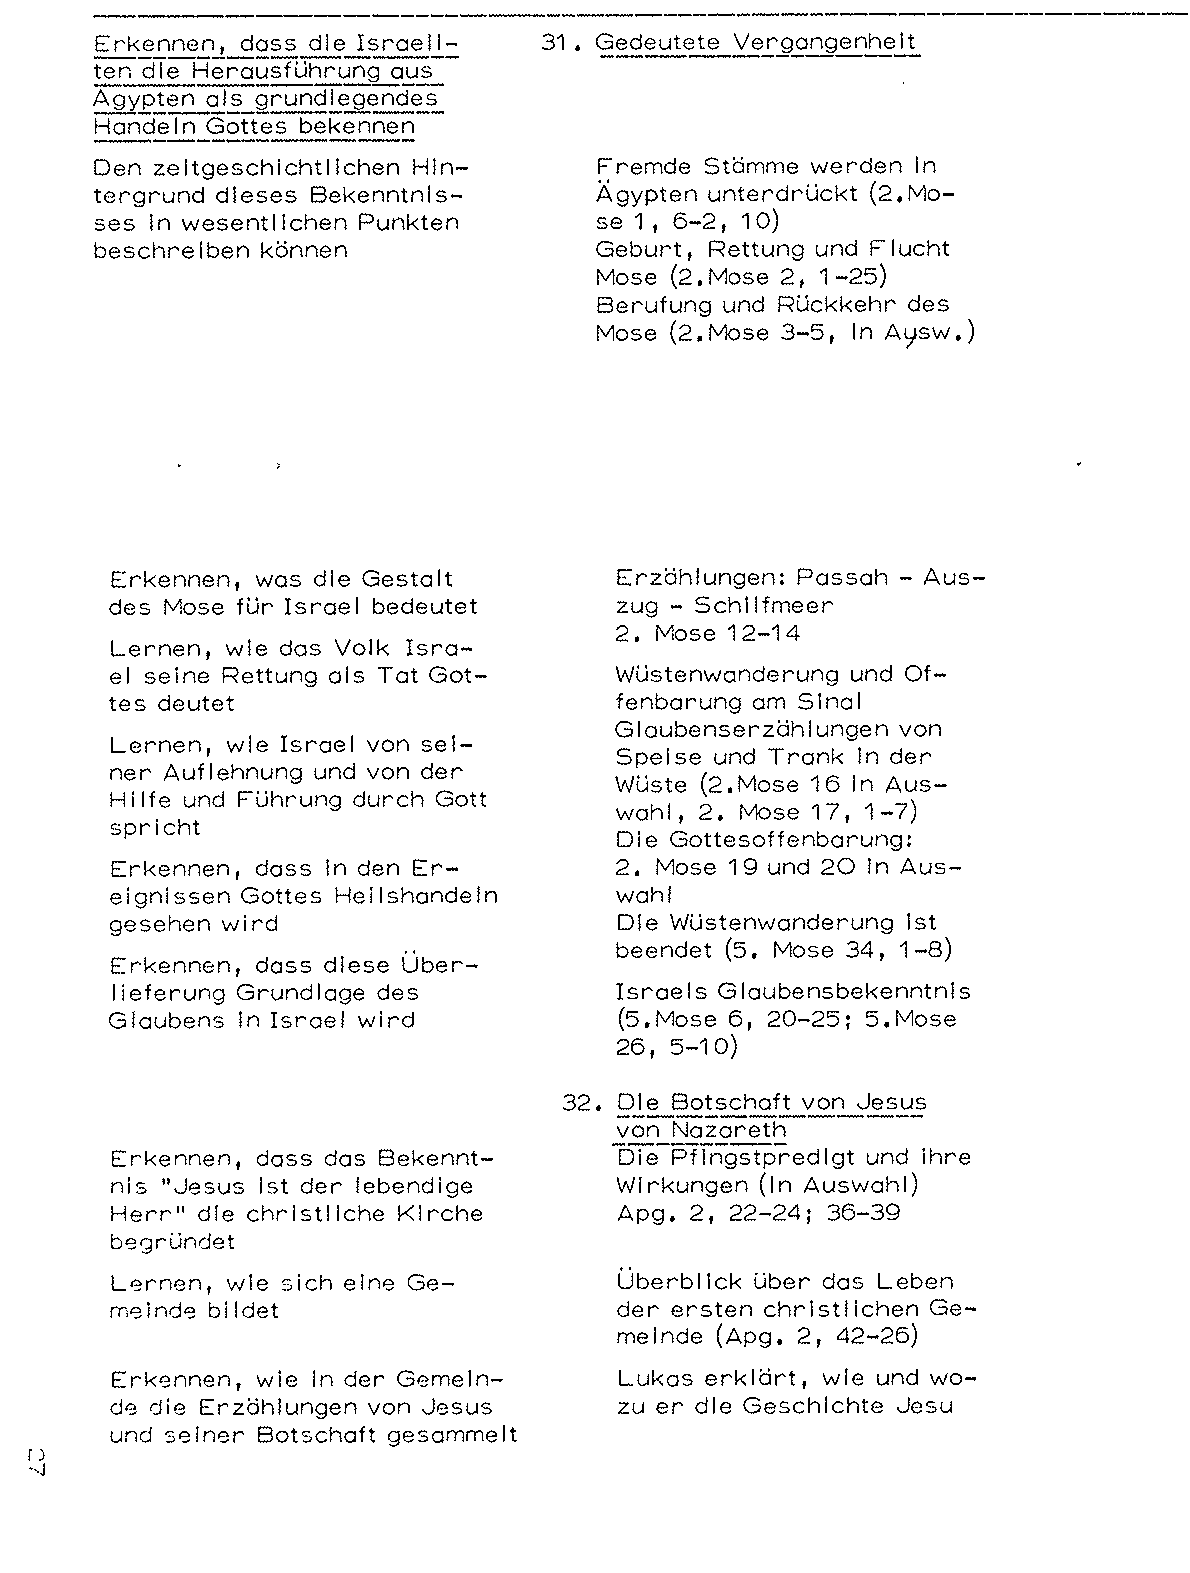 Erkennen, dass die Israeli-
ten die Herausführung aus
Ägypten als grundlegendes
Handeln Gottes bekennen
Den zeitgeschichtlichen Hin-
tergrund dieses Bekenntnis-
ses in wesentlichen Punkten
beschreiben können
31. Gedeutete Vergangenheit
Fremde Stämme werden in
Ägypten unterdrückt (2.Mo-
se 1, 6-2, 10)
Geburt, Rettung und Flucht
Mose (2.Mose 2, 1-25)
Berufung und Rückkehr des
Mose (2.Mose 3-5, in Aysw.)
Erkennen, was die Gestalt
des Mose für Israel bedeutet
Lernen, wie das Volk Isra-
el seine Rettung als Tat Got-
tes deutet
Lernen, wie Israel von sei-
ner Auflehnung und von der
Hilfe und Führung durch Gott
spricht
Erkennen, dass in den Er-
eignissen Gottes Heilshandeln
gesehen wird
Erkennen, dass diese Über-
lieferung Grundlage des
Glaubens in Israel wird
Erzählungen: Passah - Aus-
zug - Schilfmeer
2. Mose 12-14
Wüstenwanderung und Of-
fenbarung am Sinai
Glaubenserzählungen von
Speise und Trank in der
Wüste (2.Mose 16 in Aus-
wahl, 2. Mose 17, 1-7)
Die Gottesoffenbarung:
2. Mose 19 und 20 in Aus-
wahl
Die Wüstenwanderung ist
beendet (5. Mose 34, 1-8)
Israels Glaubensbekenntnis
(5.Mose 6, 20-25; 5.Mose
26, 5-10)
32. Die Botschaft von Jesus
von Nazareth
Erkennen, dass das Bekennt-
nis "Jesus ist der lebendige
Herr" die christliche Kirche
begründet
Die Pfingstpredigt und ihre
Wirkungen (in Auswahl)
Apg. 2, 22-24; 36-39
Lernen, wie sich eine Ge-
meinde bildet
Überblick über das Leben
der ersten christlichen Ge-
meinde (Apg. 2, 42-26)
Erkennen, wie in der Gemein-
de die Erzählungen von Jesus
und seiner Botschaft gesammelt
Lukas erklärt, wie und wo-
zu er die Geschichte Jesu